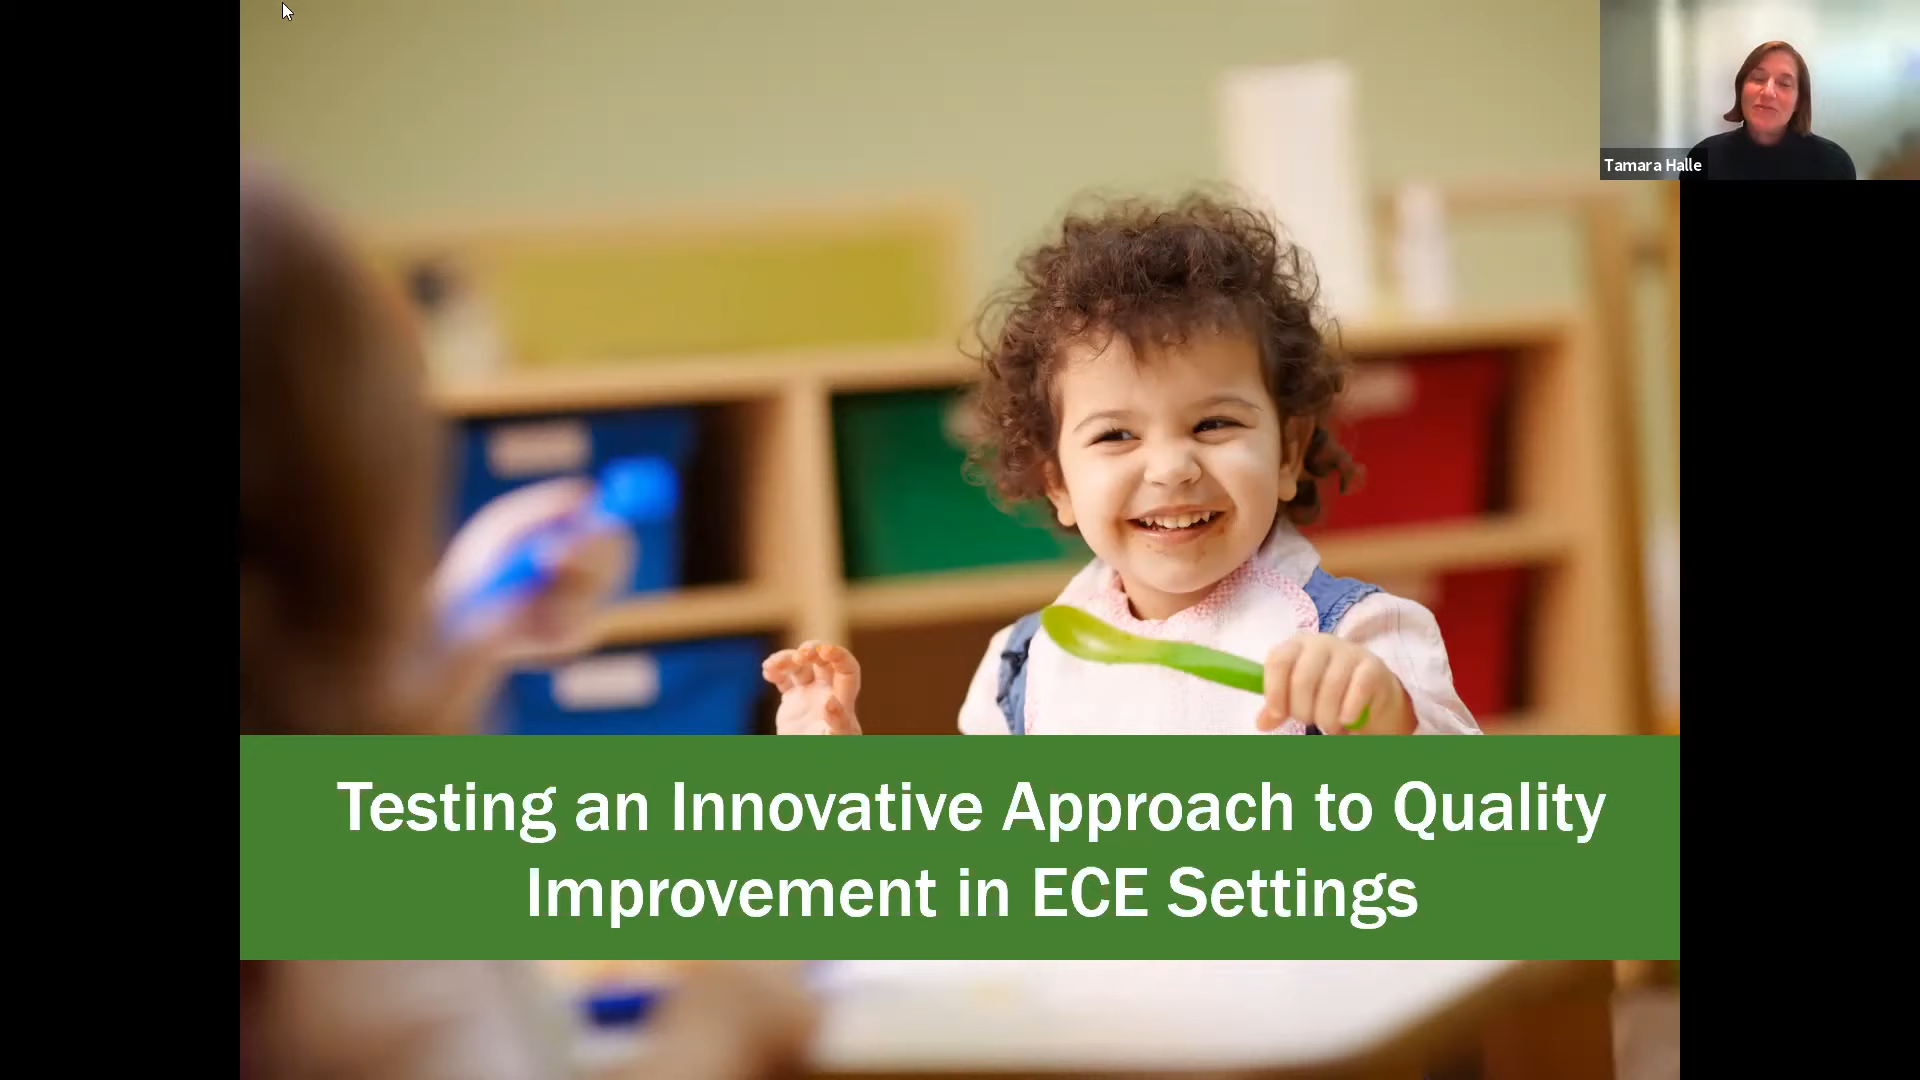 Tamara Halle
Testing an Innovative Approach to Quality
Improvement in ECE Settings